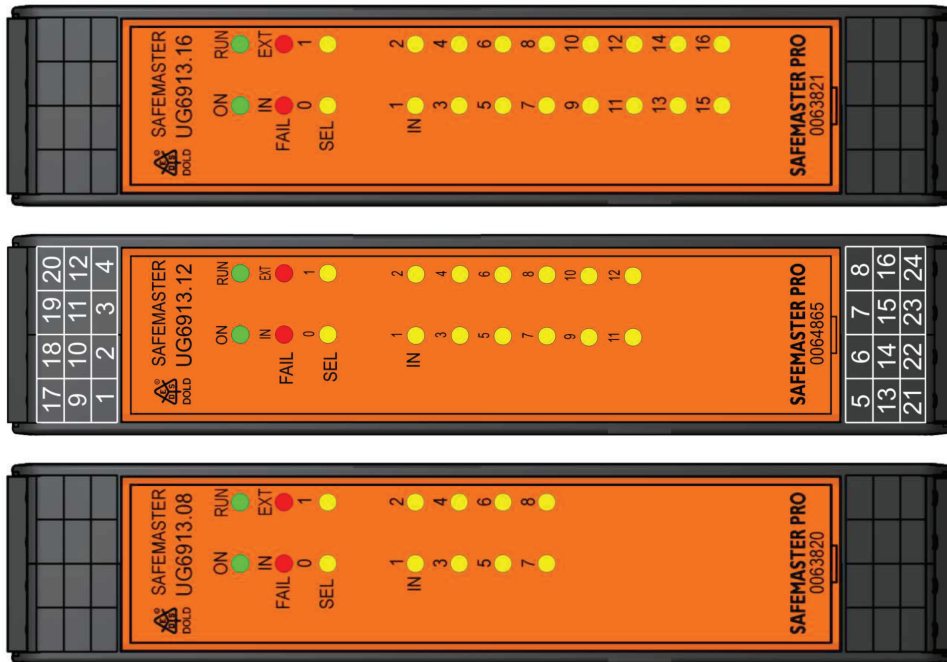 SAFEMASTER
DOLD UG6913.08
ON RUN
IN EXT
FAIL
0 1
SEL
1 2
IN
3 4
5 6
7 8
SAFEMASTER PRO
0063820
17 18 19 20
9 10 11 12
1 2 3 4
SAFEMASTER
DOLD UG6913.12
ON RUN
IN EXT
FAIL
0 1
SEL
1 2
IN
3 4
5 6
7 8
9 10
11 12
SAFEMASTER PRO
0064865
5 6 7 8
13 14 15 16
21 22 23 24
SAFEMASTER
DOLD UG6913.16
ON RUN
IN EXT
FAIL
0 1
SEL
1 2
IN
3 4
5 6
7 8
9 10
11 12
13 14
15 16
SAFEMASTER PRO
0063821